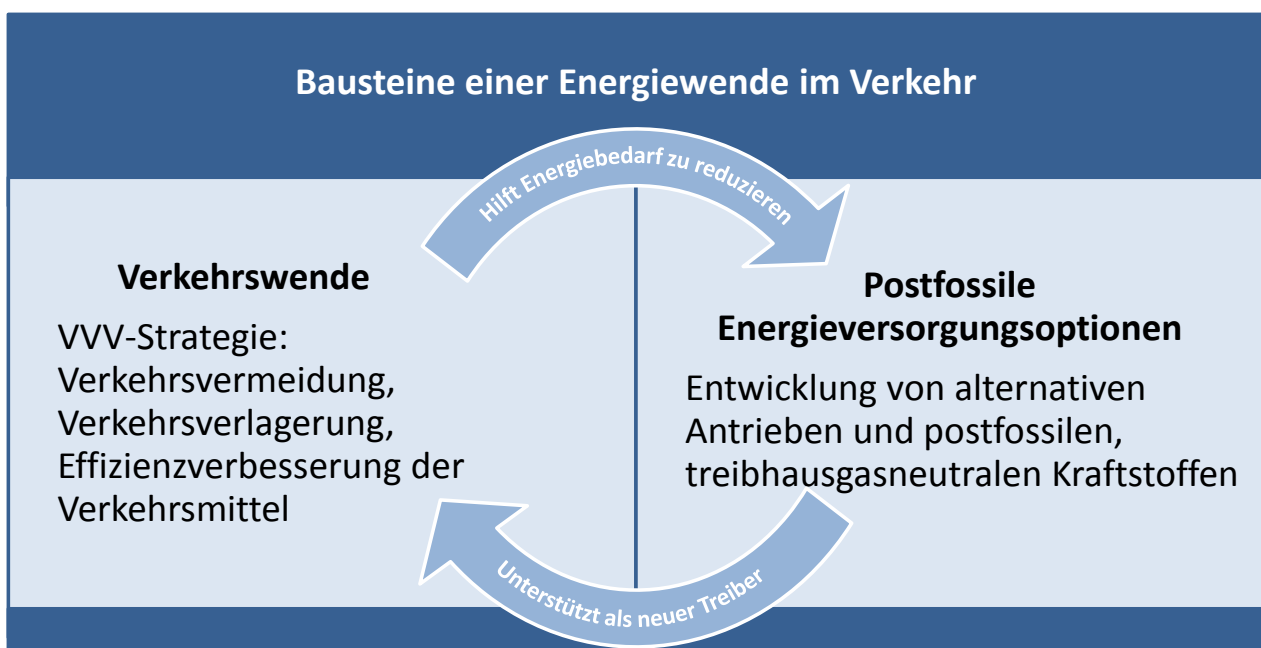 Bausteine einer Energiewende im Verkehr
Hilft Energiebedarf zu reduzieren
Verkehrswende
VVV-Strategie:
Verkehrsvermeidung,
Verkehrsverlagerung,
Effizienzverbesserung der
Verkehrsmittel
Postfossile
Energieversorgungsoptionen
Entwicklung von alternativen
Antrieben und postfossilen,
treibhausgasneutralen Kraftstoffen
Unterstützt als neuer Treiber